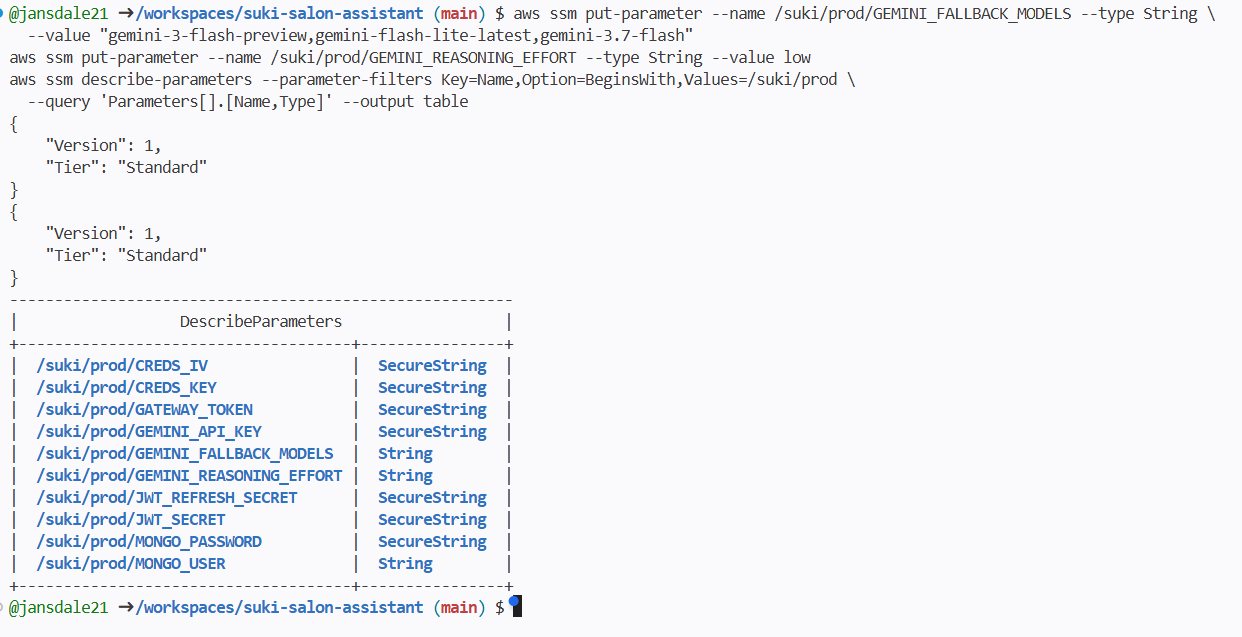 @jansdale21 ➜/workspaces/suki-salon-assistant (main) $ aws ssm put-parameter --name /suki/prod/GEMINI_FALLBACK_MODELS --type String \
  --value "gemini-3-flash-preview,gemini-flash-lite-latest,gemini-3.7-flash"
aws ssm put-parameter --name /suki/prod/GEMINI_REASONING_EFFORT --type String --value low
aws ssm describe-parameters --parameter-filters Key=Name,Option=BeginsWith,Values=/suki/prod \
  --query 'Parameters[].[Name,Type]' --output table
{
    "Version": 1,
    "Tier": "Standard"
}
{
    "Version": 1,
    "Tier": "Standard"
}
-------------------------------------------------------
|                  DescribeParameters                 |
+-----------------------------------+-----------------+
|  /suki/prod/CREDS_IV              |  SecureString   |
|  /suki/prod/CREDS_KEY             |  SecureString   |
|  /suki/prod/GATEWAY_TOKEN         |  SecureString   |
|  /suki/prod/GEMINI_API_KEY        |  SecureString   |
|  /suki/prod/GEMINI_FALLBACK_MODELS |  String        |
|  /suki/prod/GEMINI_REASONING_EFFORT |  String       |
|  /suki/prod/JWT_REFRESH_SECRET    |  SecureString   |
|  /suki/prod/JWT_SECRET            |  SecureString   |
|  /suki/prod/MONGO_PASSWORD        |  SecureString   |
|  /suki/prod/MONGO_USER            |  String         |
+-----------------------------------+-----------------+
@jansdale21 ➜/workspaces/suki-salon-assistant (main) $